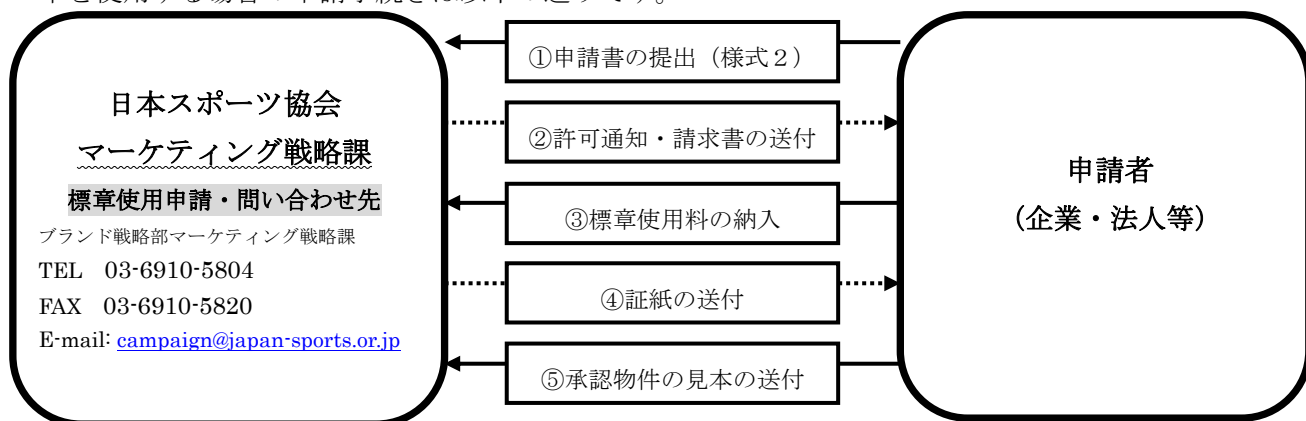 日本スポーツ協会
マーケティング戦略課
標章使用申請・問い合わせ先
ブランド戦略部マーケティング戦略課
TEL　03-6910-5804
FAX　03-6910-5820
E-mail: campaign@japan-sports.or.jp
①申請書の提出（様式２）
②許可通知・請求書の送付
③標章使用料の納入
④証紙の送付
⑤承認物件の見本の送付
申請者
（企業・法人等）